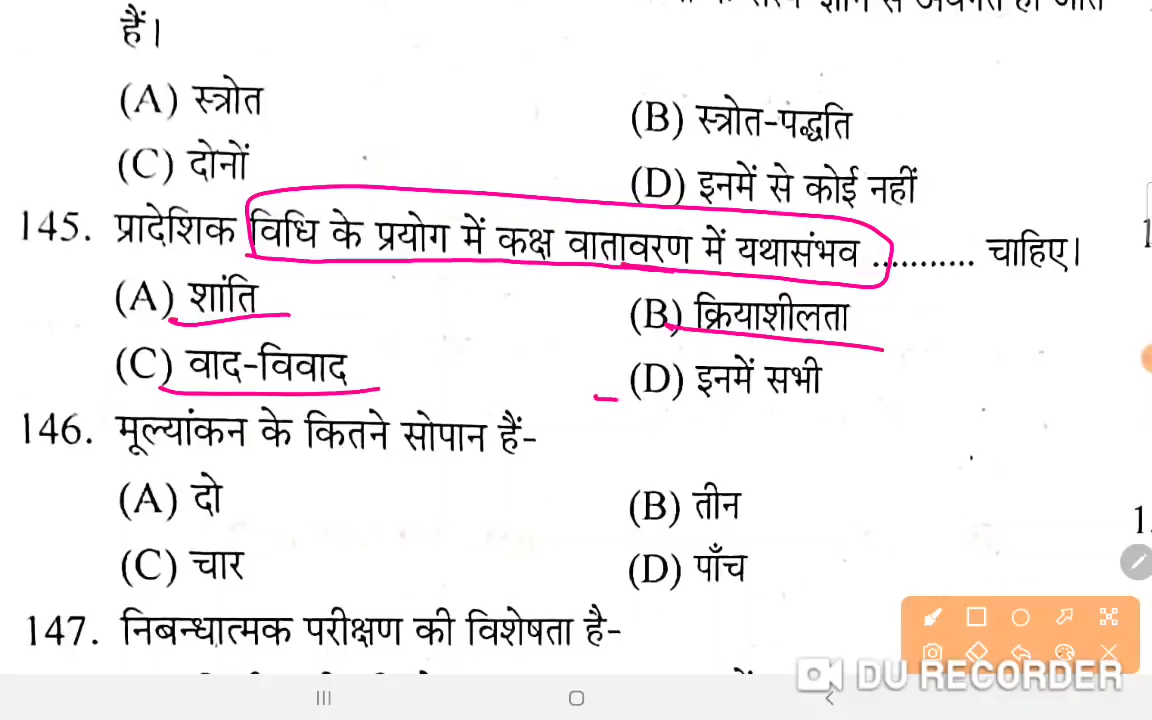 हैं।
(A) स्त्रोत
(B) स्त्रोत-पद्धति
(C) दोनों
(D) इनमें से कोई नहीं
145. प्रादेशिक विधि के प्रयोग में कक्ष वातावरण में यथासंभव ........... चाहिए।
(A) शांति
(B) क्रियाशीलता
(C) वाद-विवाद
(D) इनमें सभी
146. मूल्यांकन के कितने सोपान हैं-
(A) दो
(B) तीन
(C) चार
(D) पाँच
147. निबन्धात्मक परीक्षण की विशेषता है-
DU RECORDER